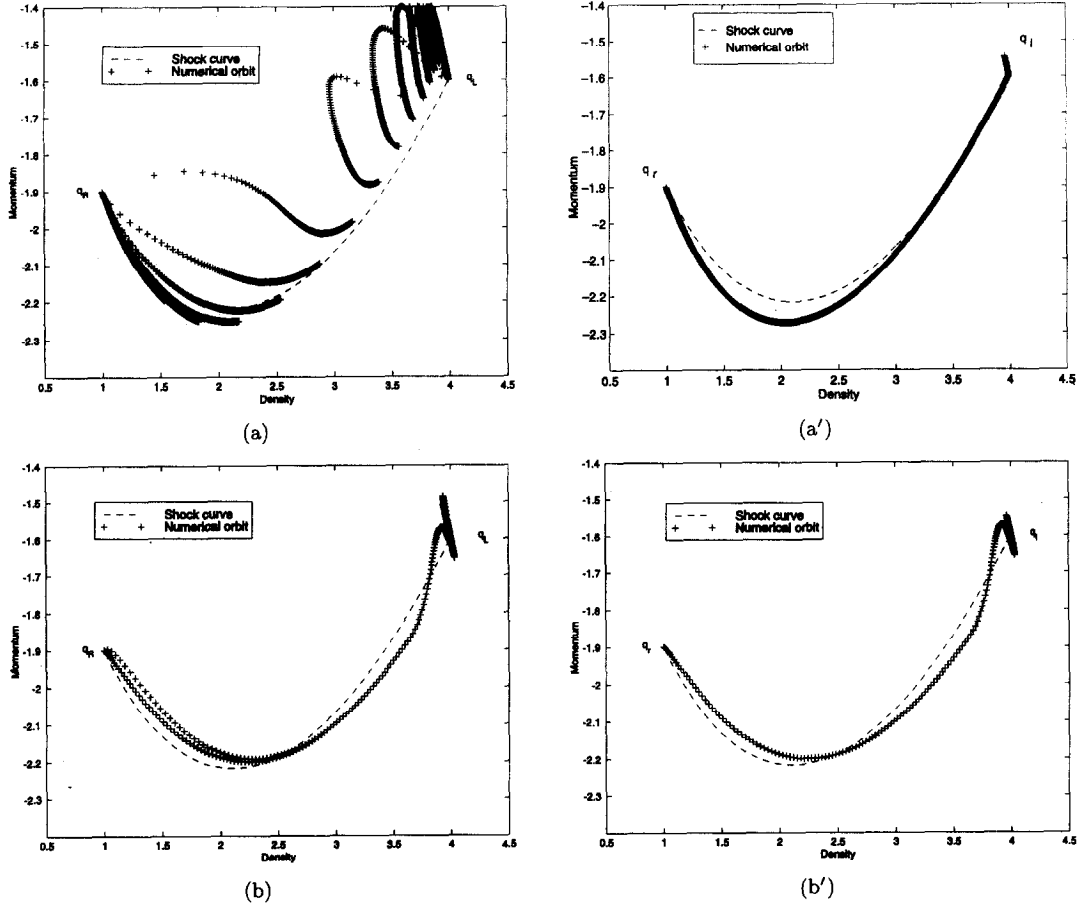 -1.4
-1.5
-1.6
-1.7
-1.8
-1.9
-2
-2.1
-2.2
-2.3
Momentum
Shock curve
Numerical orbit
q_L
q_R
0.5 1 1.5 2 2.5 3 3.5 4 4.5
Density
(a)
-1.4
-1.5
-1.6
-1.7
-1.8
-1.9
-2
-2.1
-2.2
-2.3
Momentum
Shock curve
Numerical orbit
q_l
q_r
0.5 1 1.5 2 2.5 3 3.5 4 4.5
Density
(a′)
-1.4
-1.5
-1.6
-1.7
-1.8
-1.9
-2
-2.1
-2.2
-2.3
Momentum
Shock curve
Numerical orbit
q_L
q_R
0.5 1 1.5 2 2.5 3 3.5 4 4.5
Density
(b)
-1.4
-1.5
-1.6
-1.7
-1.8
-1.9
-2
-2.1
-2.2
-2.3
Momentum
Shock curve
Numerical orbit
q_l
q_r
0.5 1 1.5 2 2.5 3 3.5 4 4.5
Density
(b′)